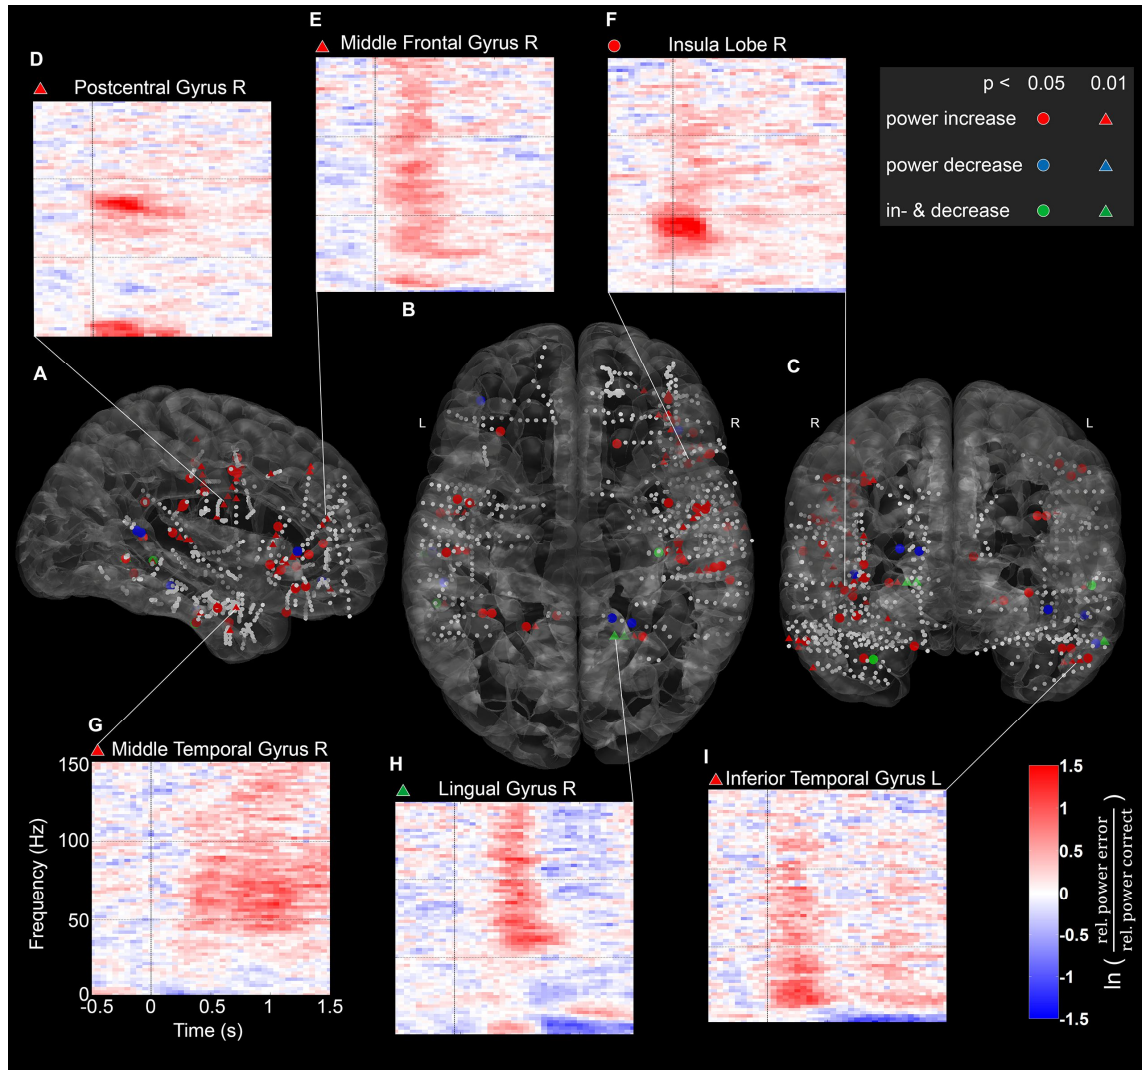 E
Middle Frontal Gyrus R
F
Insula Lobe R
D
Postcentral Gyrus R
p < 0.05 0.01
power increase
power decrease
in- & decrease
A
B
C
L
R
R
L
G
Middle Temporal Gyrus R
150
100
50
0
Frequency (Hz)
-0.5 0 0.5 1 1.5
Time (s)
H
Lingual Gyrus R
I
Inferior Temporal Gyrus L
1.5
1
0.5
0
-0.5
-1
-1.5
ln ( rel. power error
rel. power correct )